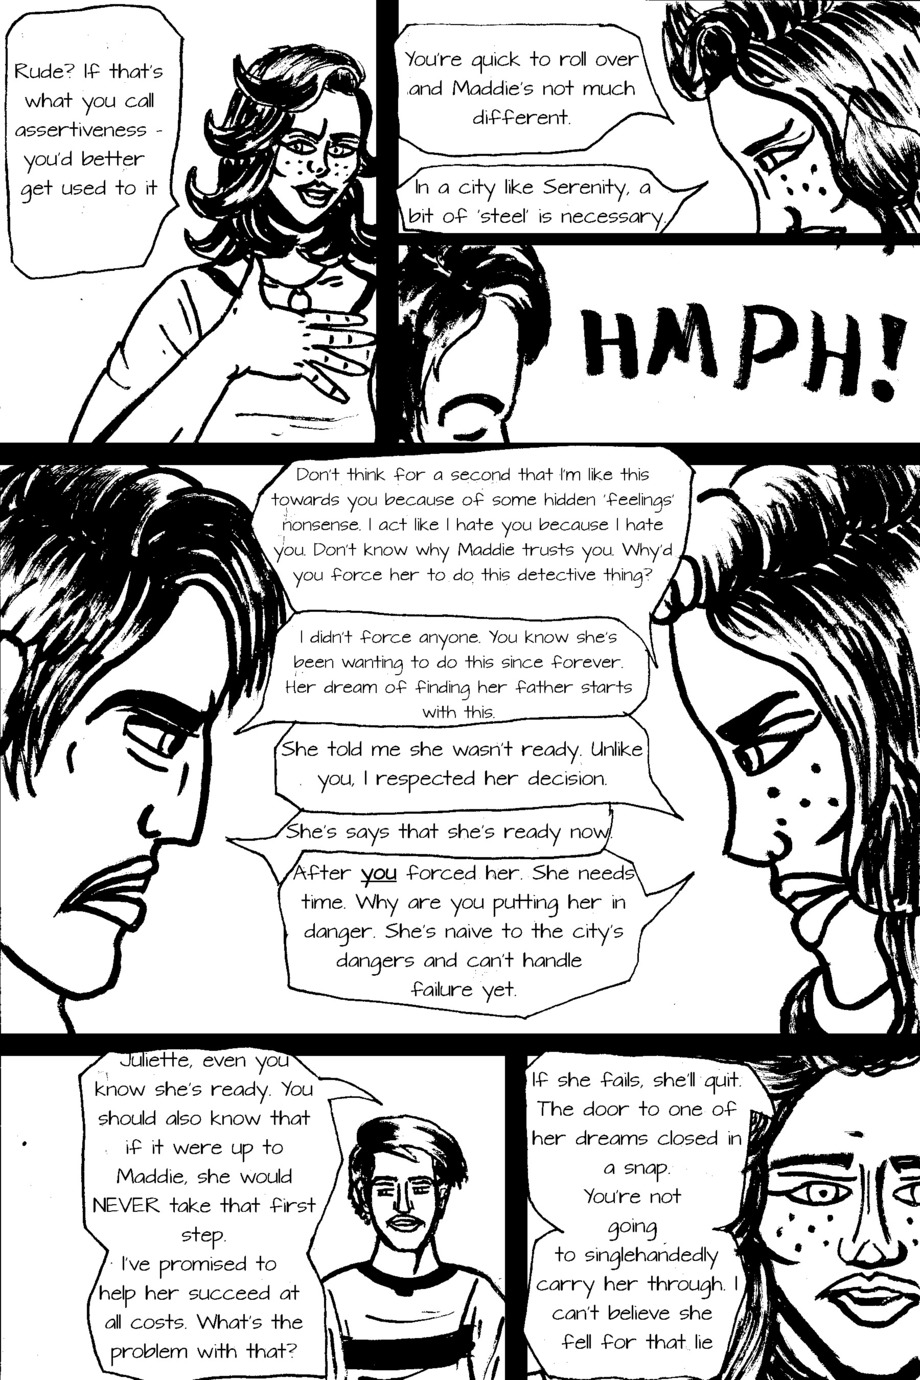 Rude? If that's
what you call
assertiveness -
you'd better
get used to it
You're quick to roll over
and Maddie's not much
different.
In a city like Serenity, a
bit of 'steel' is necessary.
HMPH!
Don't think for a second that I'm like this
towards you because of some hidden 'feelings'
nonsense. I act like I hate you because I hate
you. Don't know why Maddie trusts you. Why'd
you force her to do this detective thing?
I didn't force anyone. You know she's
been wanting to do this since forever.
Her dream of finding her father starts
with this.
She told me she wasn't ready. Unlike
you, I respected her decision.
She's says that she's ready now.
After you forced her. She needs
time. Why are you putting her in
danger. She's naive to the city's
dangers and can't handle
failure yet.
Juliette, even you
know she's ready. You
should also know that
if it were up to
Maddie, she would
NEVER take that first
step.
I've promised to
help her succeed at
all costs. What's the
problem with that?
If she fails, she'll quit.
The door to one of
her dreams closed in
a snap.
You're not
going
to singlehandedly
carry her through. I
can't believe she
fell for that lie